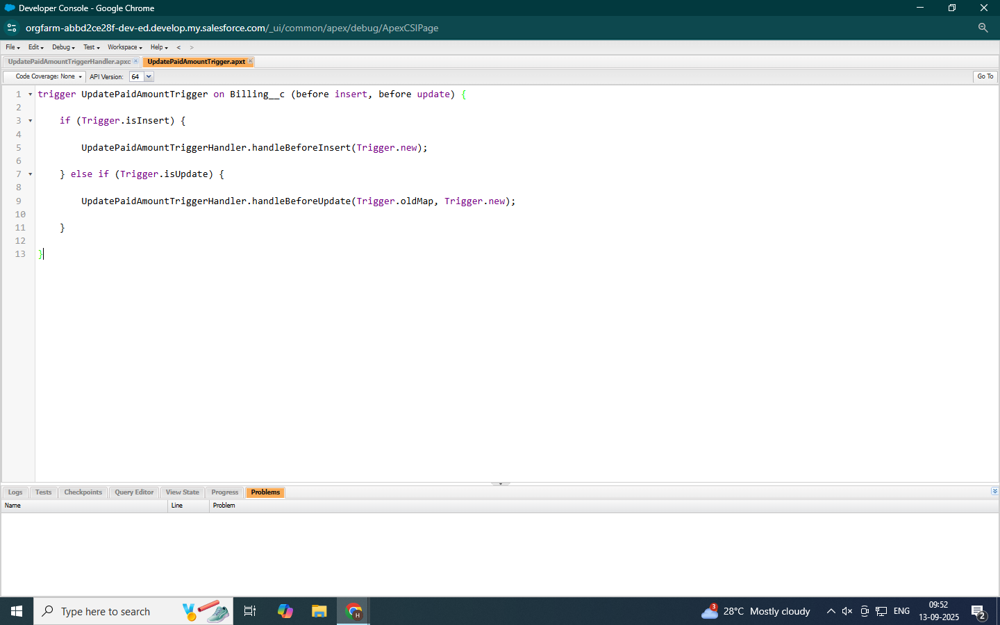 Developer Console - Google Chrome
orgfarm-abbd2ce28f-dev-ed.develop.my.salesforce.com/_ui/common/apex/debug/ApexCSIPage
File Edit Debug Test Workspace Help < >
UpdatePaidAmountTriggerHandler.apxc UpdatePaidAmountTrigger.apxt
Code Coverage: None API Version: 64 Go To
1 trigger UpdatePaidAmountTrigger on Billing__c (before insert, before update) {
2
3 if (Trigger.isInsert) {
4
5 UpdatePaidAmountTriggerHandler.handleBeforeInsert(Trigger.new);
6
7 } else if (Trigger.isUpdate) {
8
9 UpdatePaidAmountTriggerHandler.handleBeforeUpdate(Trigger.oldMap, Trigger.new);
10
11 }
12
13 }
Logs Tests Checkpoints Query Editor View State Progress Problems
Name Line Problem
Type here to search
H
3 28°C Mostly cloudy
ENG
09:52
13-09-2025
2